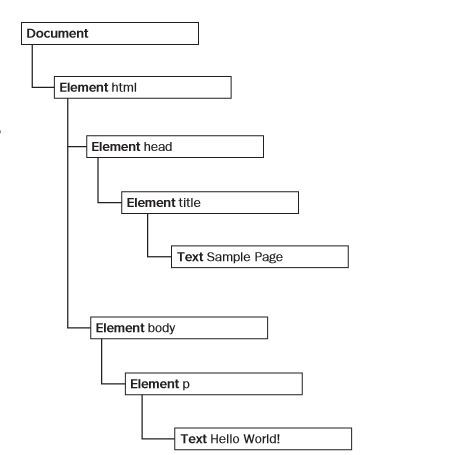 Document
Element html
Element head
Element title
Text Sample Page
Element body
Element p
Text Hello World!